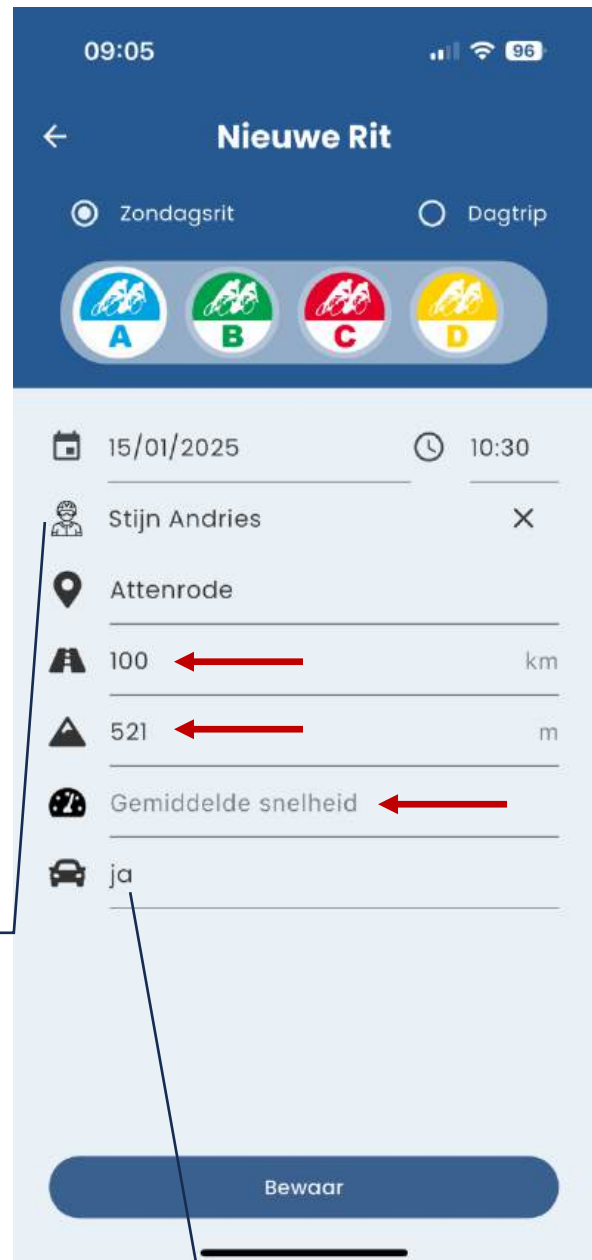 09:05 96
Nieuwe Rit
Zondagsrit Dagtrip
A B C D
15/01/2025 10:30
Stijn Andries
Attenrode
100 km
521 m
Gemiddelde snelheid
ja
Bewaar